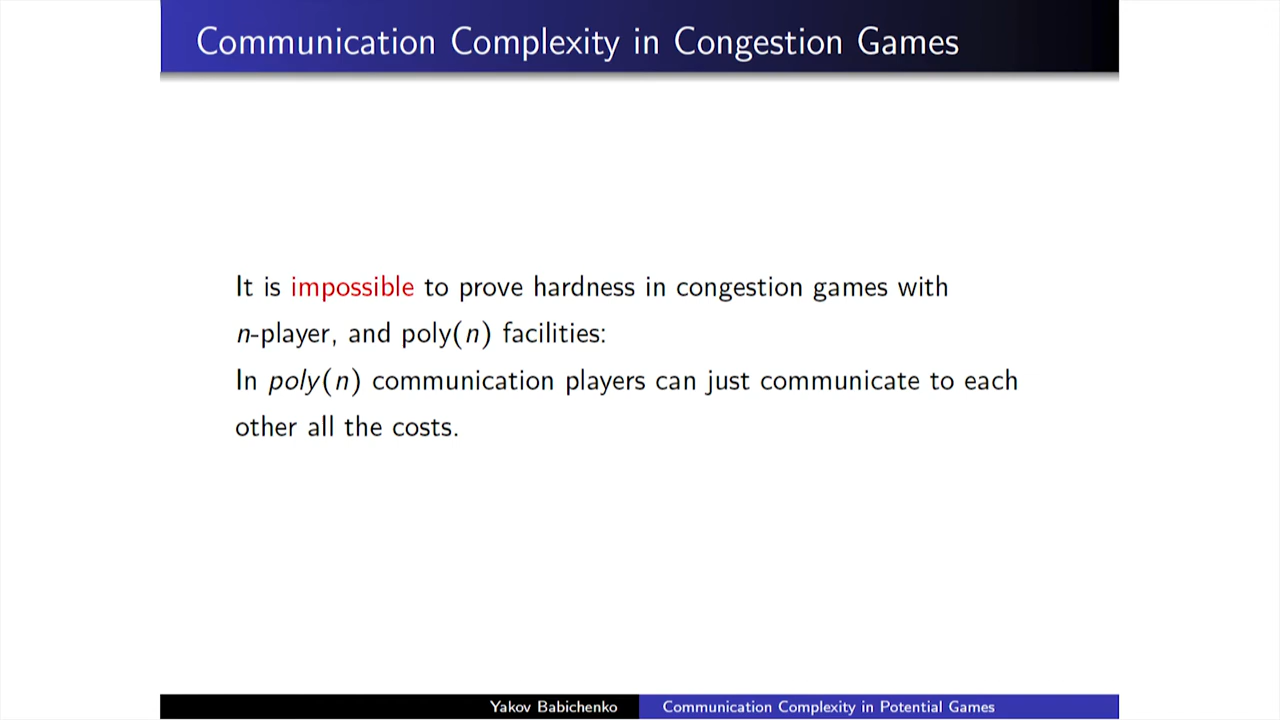 Communication Complexity in Congestion Games
It is impossible to prove hardness in congestion games with
n-player, and poly(n) facilities:
In poly(n) communication players can just communicate to each
other all the costs.
Yakov Babichenko
Communication Complexity in Potential Games